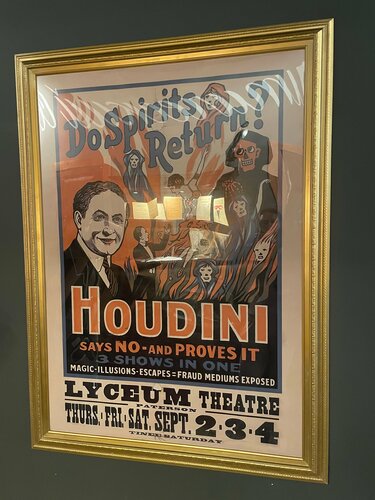 Do Spirits
Return?
HOUDINI
SAYS NO - AND PROVES IT
3 SHOWS IN ONE
MAGIC-ILLUSIONS-ESCAPES=FRAUD MEDIUMS EXPOSED
LYCEUM THEATRE
PATERSON
THURS. FRI. SAT. SEPT. 2·3·4
SATURDAY